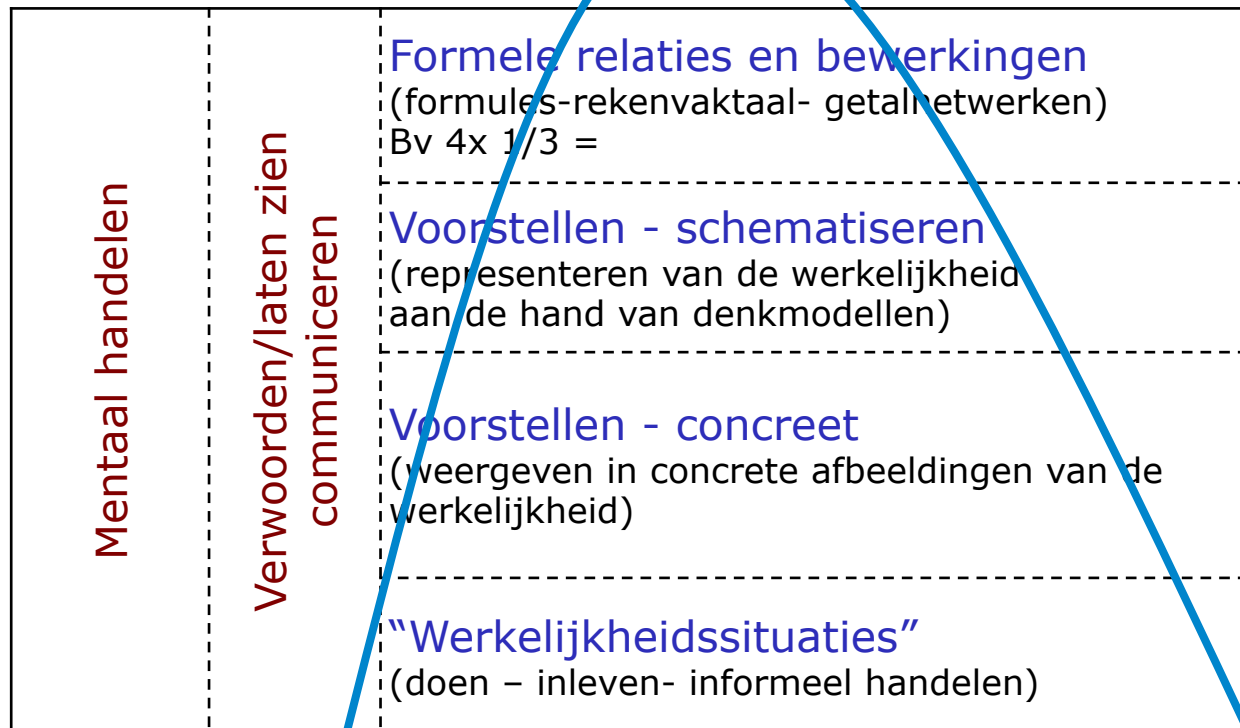 Mentaal handelen
Verwoorden/laten zien
communiceren
Formele relaties en bewerkingen
(formules-rekenvaktaal- getalnetwerken)
Bv 4x 1/3 =
Voorstellen - schematiseren
(representeren van de werkelijkheid
aan de hand van denkmodellen)
Voorstellen - concreet
(weergeven in concrete afbeeldingen van de
werkelijkheid)
“Werkelijkheidssituaties”
(doen – inleven- informeel handelen)